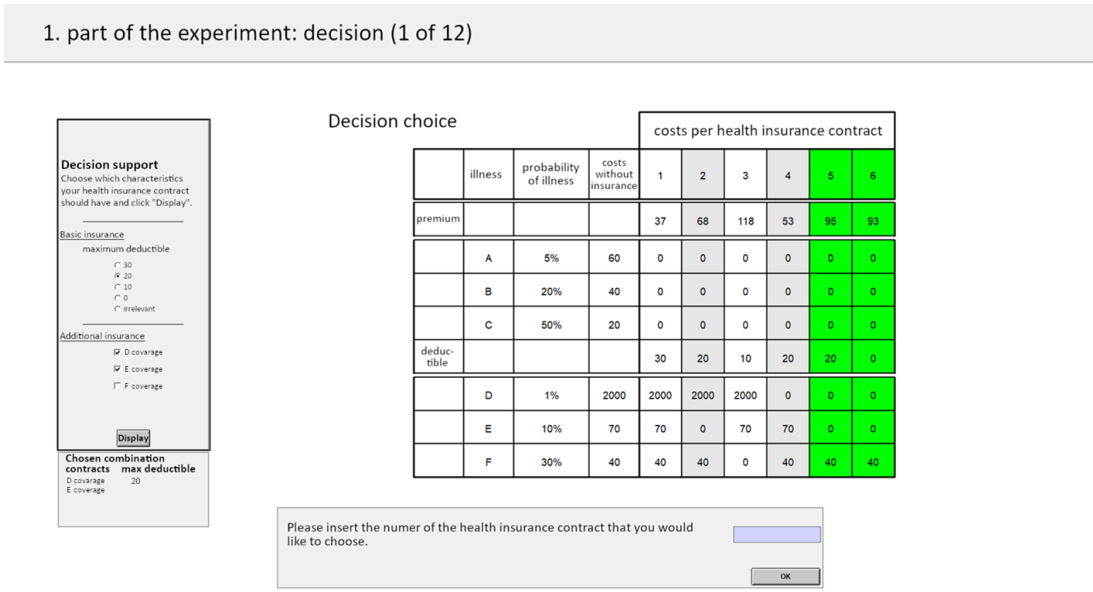 1. part of the experiment: decision (1 of 12)
Decision support
Choose which characteristics
your health insurance contract
should have and click "Display".
Basic insurance
maximum deductible
30
20
10
0
irrelevant
Additional insurance
D covarage
E coverage
F coverage
Display
Chosen combination
contracts max deductible
D covarage 20
E coverage
Decision choice
costs per health insurance contract
illness probability of illness costs without insurance 1 2 3 4 5 6
premium 37 68 118 53 95 93
A 5% 60 0 0 0 0 0 0
B 20% 40 0 0 0 0 0 0
C 50% 20 0 0 0 0 0 0
deduc-
tible 30 20 10 20 20 0
D 1% 2000 2000 2000 2000 0 0 0
E 10% 70 70 0 70 70 0 0
F 30% 40 40 40 0 40 40 40
Please insert the numer of the health insurance contract that you would
like to choose.
OK